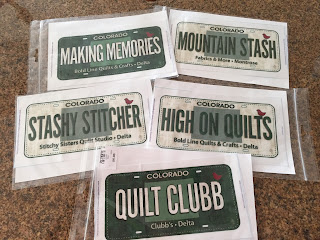 COLORADO
MAKING MEMORIES
Bold Line Quilts & Crafts • Delta
COLORADO
MOUNTAIN STASH
Fabrics & More • Montrose
COLORADO
STASHY STITCHER
Stitchy Sisters Quilt Studio • Delta
COLORADO
HIGH ON QUILTS
Bold Line Quilts & Crafts • Delta
COLORADO
QUILT CLUBB
Clubb's • Delta